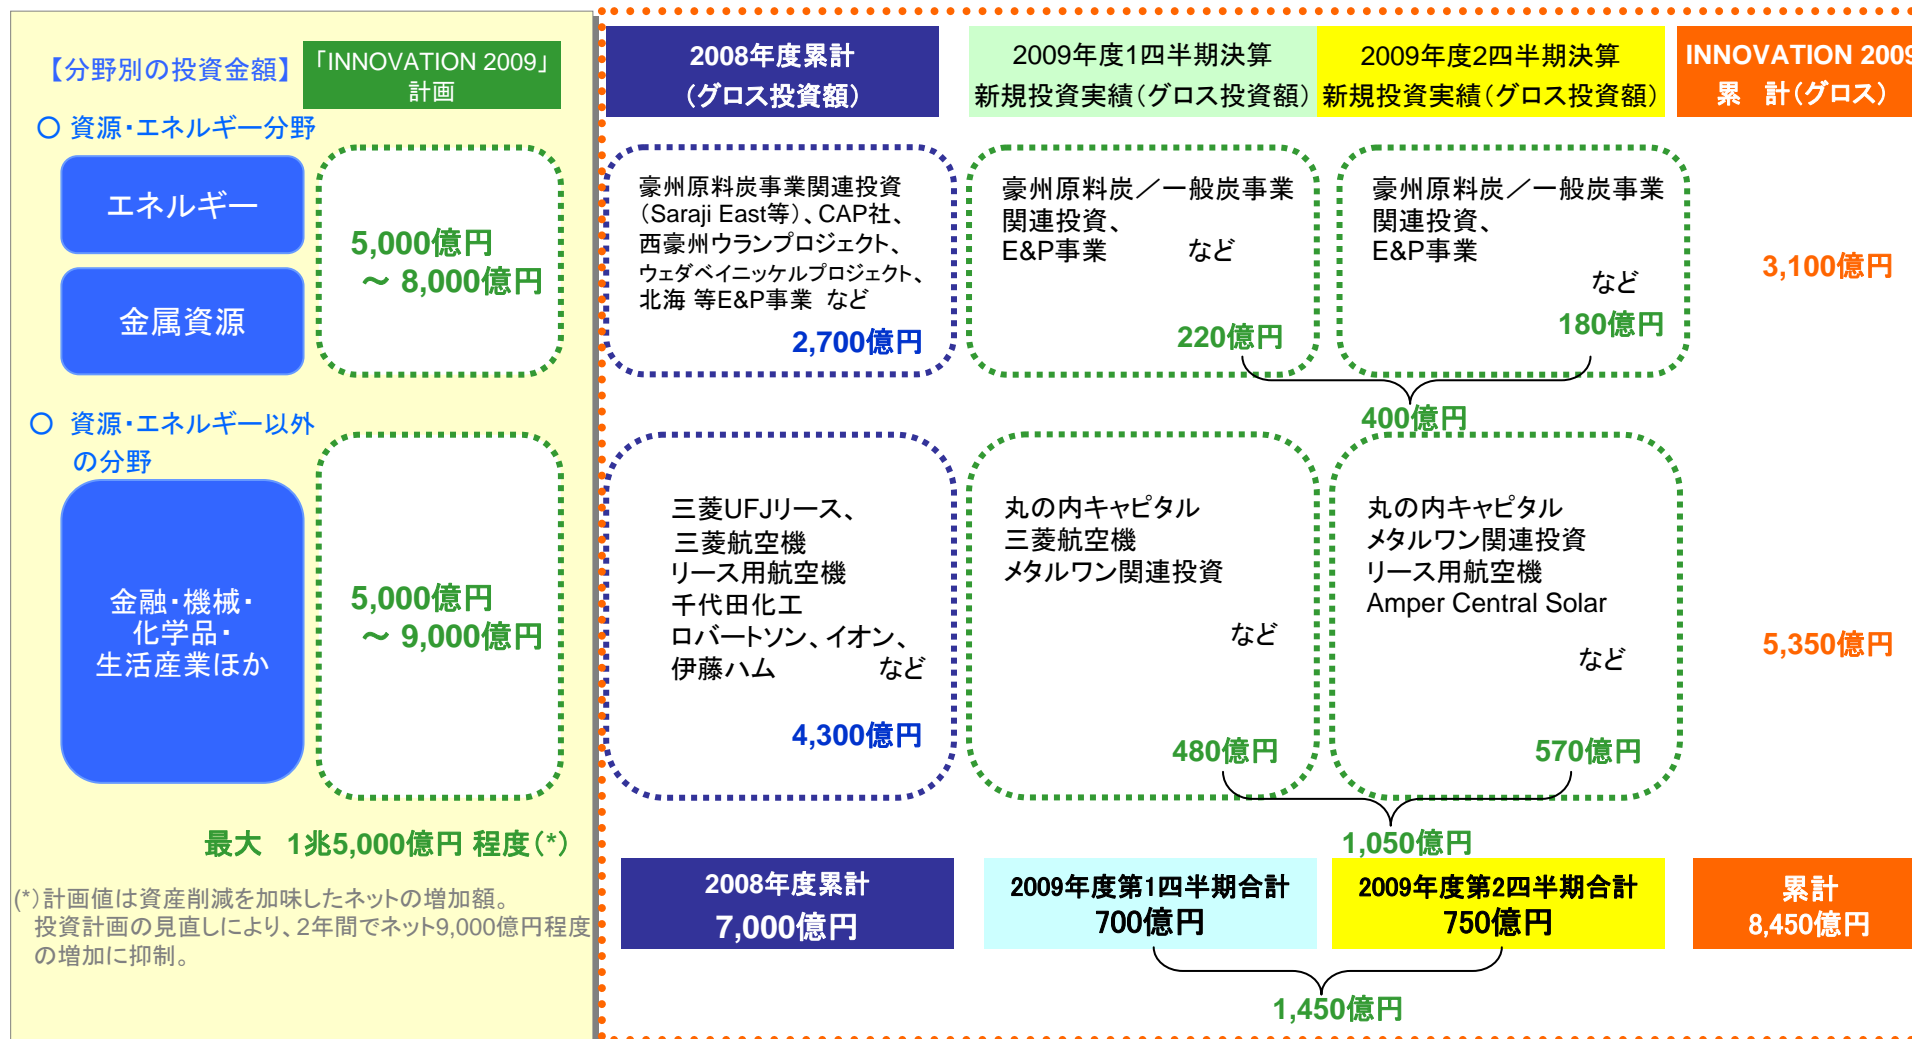 【分野別の投資金額】
「INNOVATION 2009」
計画
〇 資源・エネルギー分野
エネルギー
金属資源
5,000億円
～ 8,000億円
〇 資源・エネルギー以外
の分野
金融・機械・
化学品・
生活産業ほか
5,000億円
～ 9,000億円
最大 1兆5,000億円 程度(*)
(*)計画値は資産削減を加味したネットの増加額。
投資計画の見直しにより、2年間でネット9,000億円程度
の増加に抑制。
2008年度累計
(グロス投資額)
2009年度1四半期決算
新規投資実績(グロス投資額)
2009年度2四半期決算
新規投資実績(グロス投資額)
INNOVATION 2009
累 計(グロス)
豪州原料炭事業関連投資
(Saraji East等)、CAP社、
西豪州ウランプロジェクト、
ウェダベイニッケルプロジェクト、
北海 等E&P事業 など
2,700億円
豪州原料炭／一般炭事業
関連投資、
E&P事業 など
220億円
豪州原料炭／一般炭事業
関連投資、
E&P事業
など
180億円
3,100億円
400億円
三菱UFJリース、
三菱航空機
リース用航空機
千代田化工
ロバートソン、イオン、
伊藤ハム など
4,300億円
丸の内キャピタル
三菱航空機
メタルワン関連投資
など
480億円
丸の内キャピタル
メタルワン関連投資
リース用航空機
Amper Central Solar
など
570億円
5,350億円
1,050億円
2008年度累計
7,000億円
2009年度第1四半期合計
700億円
2009年度第2四半期合計
750億円
累計
8,450億円
1,450億円